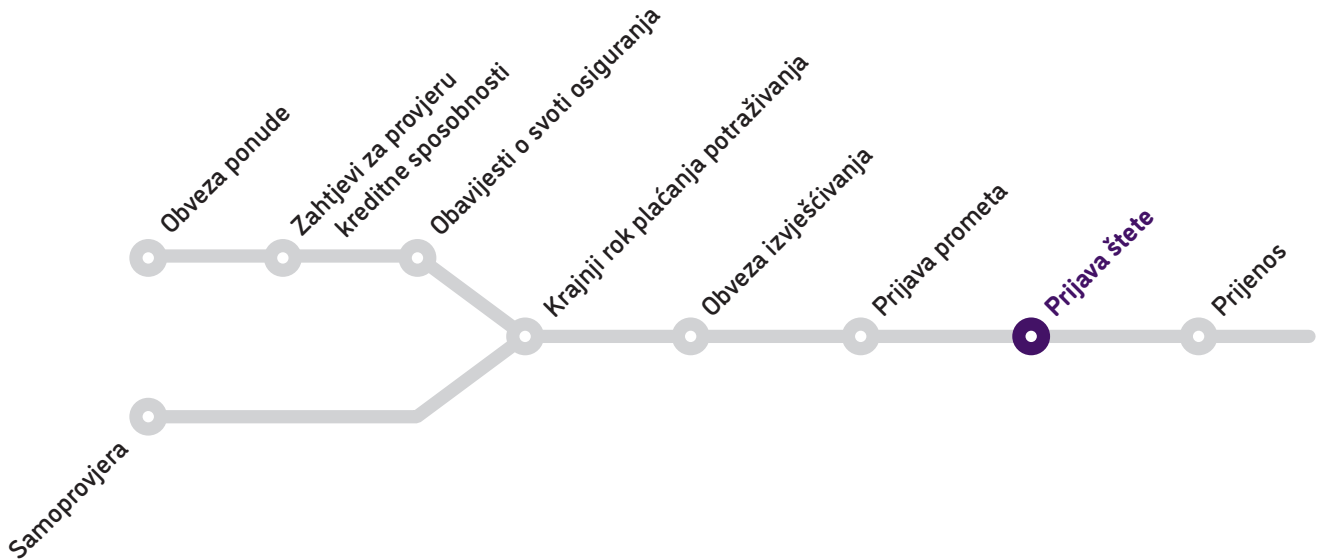 Obveza ponude
Zahtjevi za provjeru
kreditne sposobnosti
Obavijesti o svoti osiguranja
Krajnji rok plaćanja potraživanja
Obveza izvješćivanja
Prijava prometa
Prijava štete
Prijenos
Samoprovjera